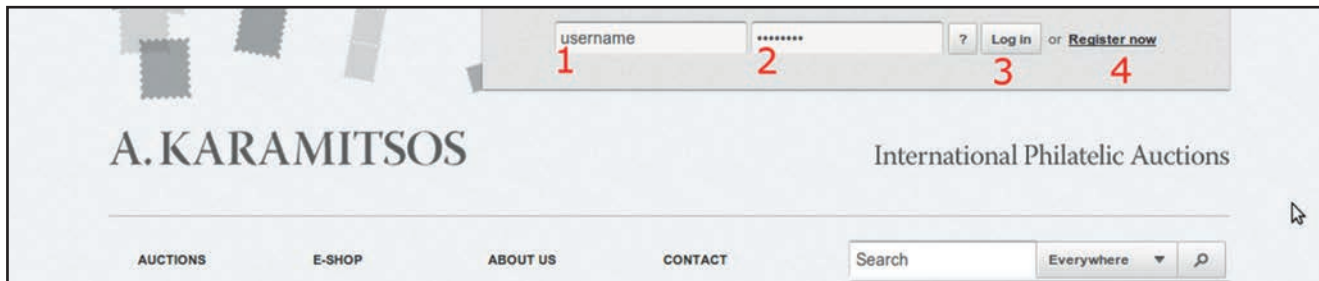 username •••••••• ? Log in or Register now
1 2 3 4
A. KARAMITSOS
International Philatelic Auctions
AUCTIONS E-SHOP ABOUT US CONTACT Search Everywhere